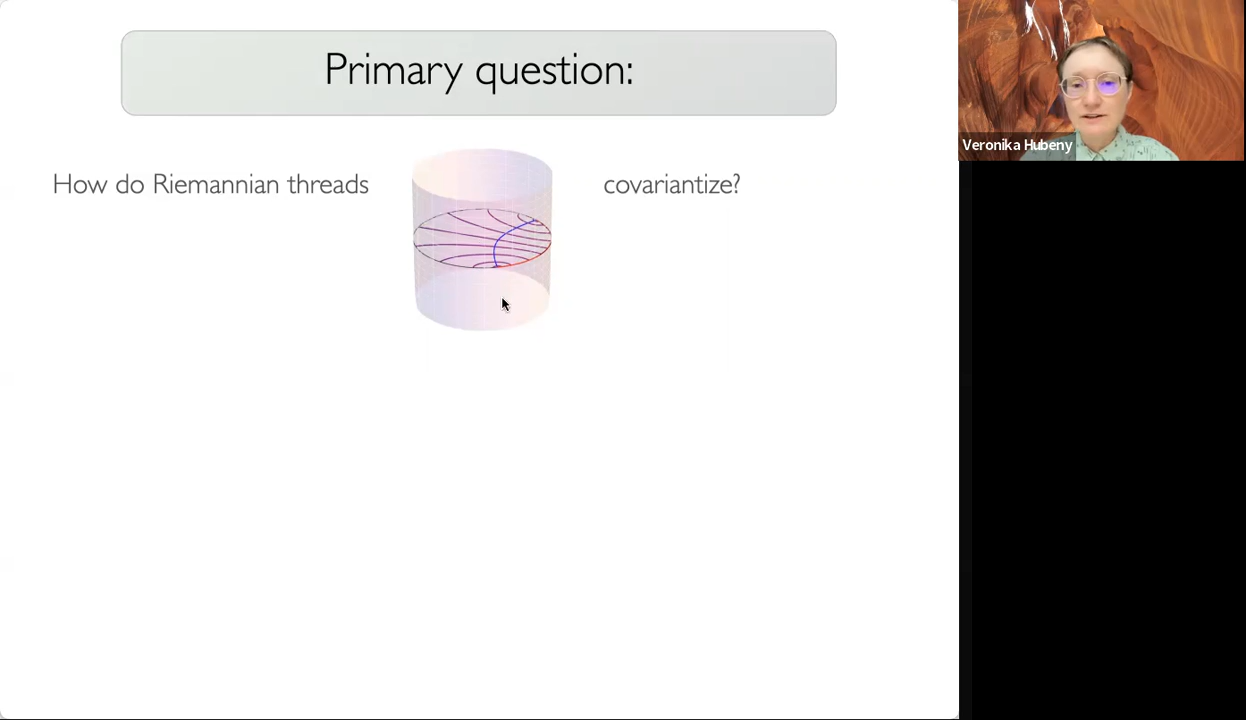 Primary question:
How do Riemannian threads covariantize?
Veronika Hubeny